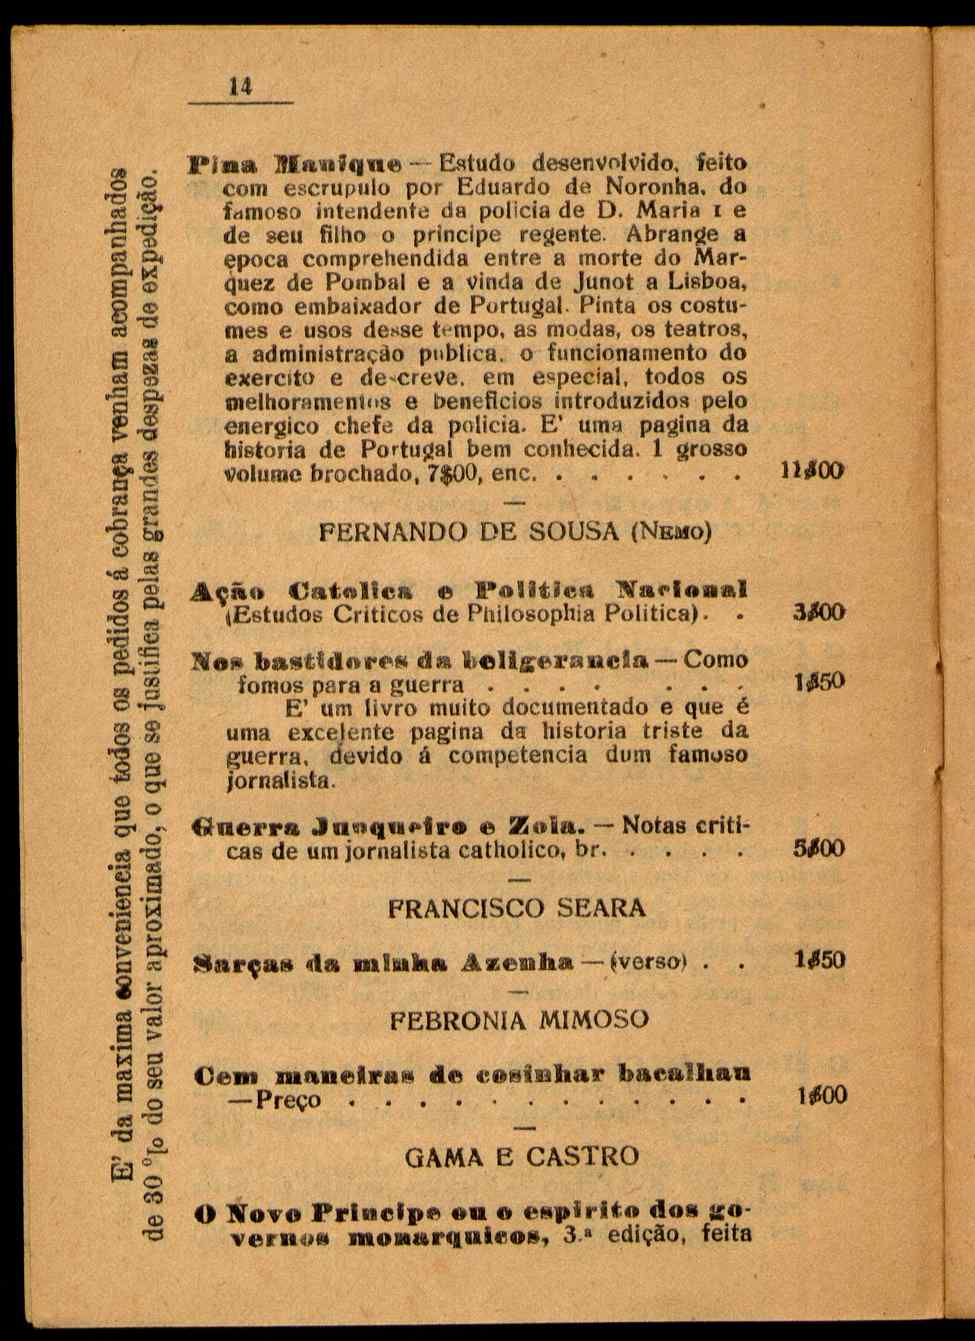 14
Pina Manique — Estudo desenvolvido, feito
com escrupulo por Eduardo de Noronha, do
famoso intendente da policia de D. Maria I e
de seu filho o principe regente. Abrange a
epoca comprehendida entre a morte do Mar-
quez de Pombal e a vinda de Junot a Lisboa,
como embaixador de Portugal. Pinta os costu-
mes e usos desse tempo, as modas, os teatros,
a administração publica, o funcionamento do
exercito e descreve, em especial, todos os
melhoramentos e beneficios introduzidos pelo
energico chefe da policia. E' uma pagina da
historia de Portugal bem conhecida. 1 grosso
volume brochado, 7$00, enc. . . . . . . 11$00
FERNANDO DE SOUSA (NEMO)
Ação Catolica e Politica Nacional
(Estudos Criticos de Philosophia Politica). . 3$00
Nos bastidores da beligerancia — Como
fomos para a guerra . . . . . . . 1$50
E' um livro muito documentado e que é
uma excelente pagina da historia triste da
guerra, devido á competencia dum famoso
jornalista.
Guerra Junqueiro e Zola. — Notas criti-
cas de um jornalista catholico, br. . . . . 5$00
FRANCISCO SEARA
Sarças da minha Azenha — (verso) . . 1$50
FEBRONIA MIMOSO
Cem maneiras de cosinhar bacalhau
— Preço . . . . . . . . . . . . 1$00
GAMA E CASTRO
O Novo Principe ou o espirito dos go-
vernos monarquicos, 3.ª edição, feita
E' da maxima conveniencia que todos os pedidos á cobrança venham acompanhados
de 30 °|o do seu valor aproximado, o que se justifica pelas grandes despezas de expedição.